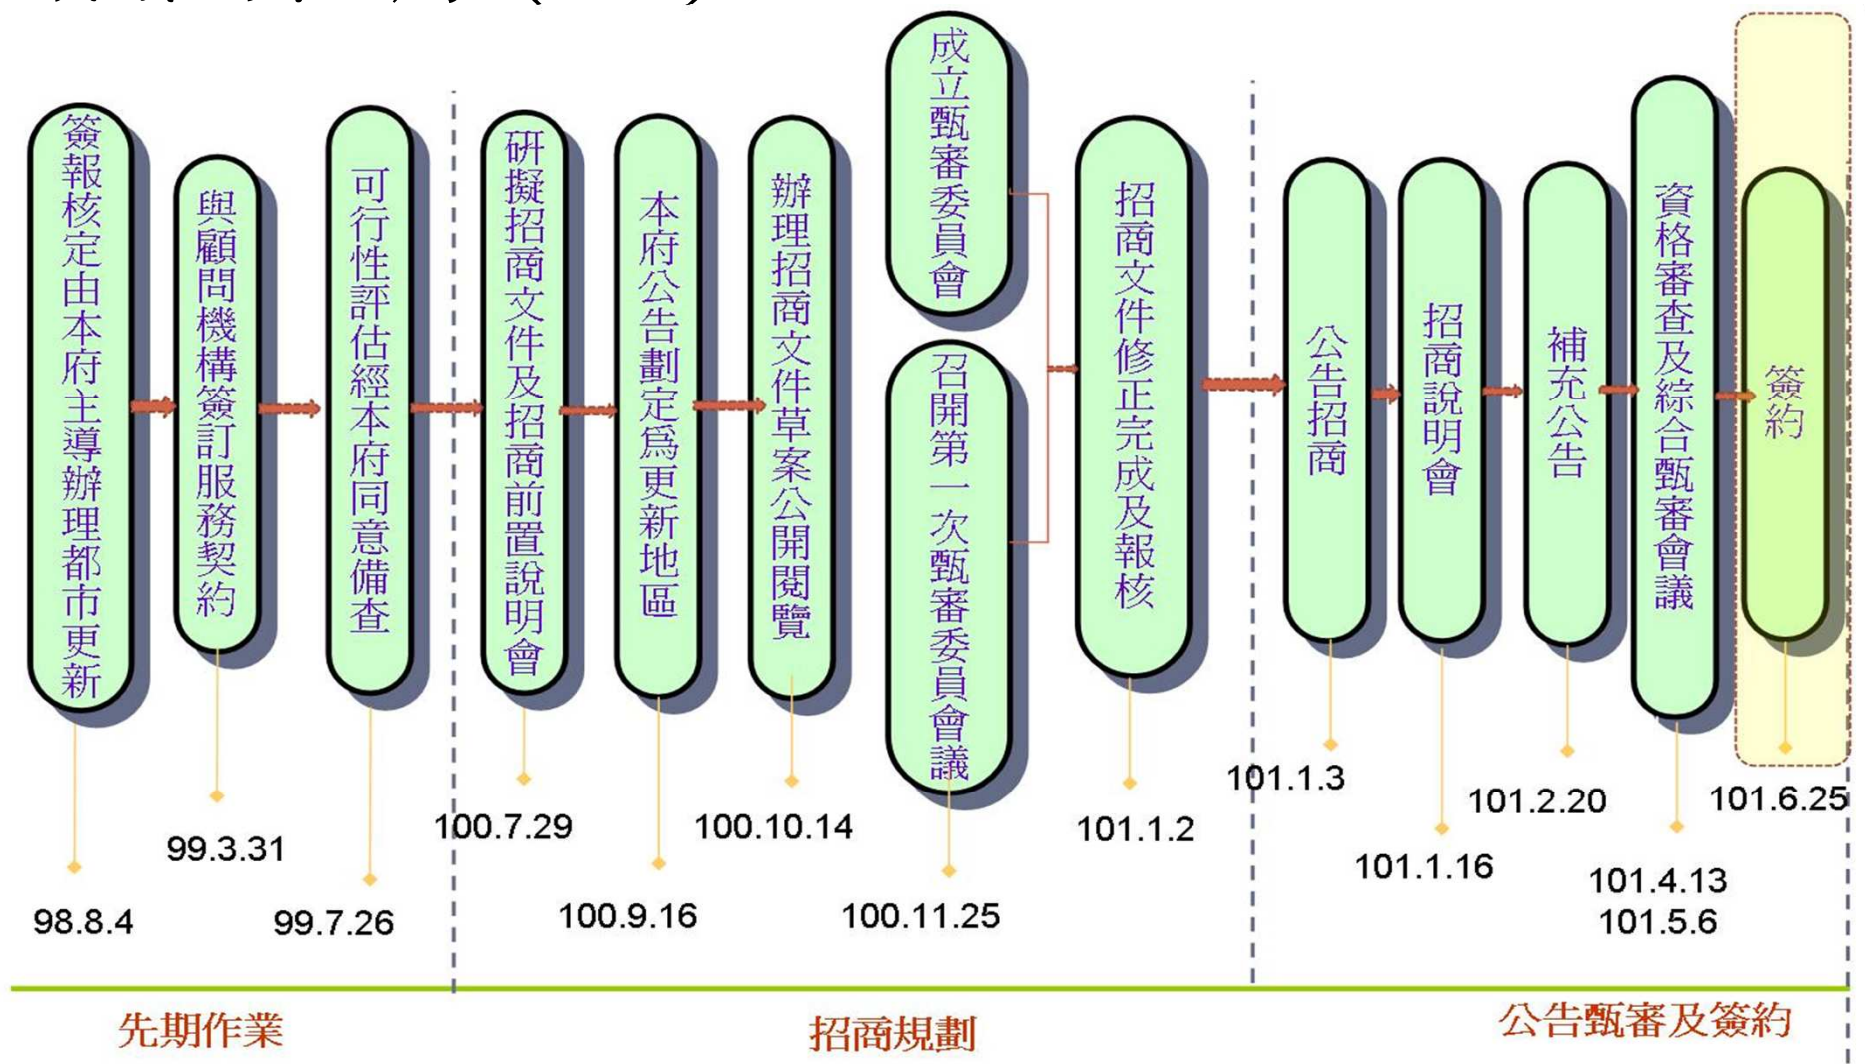 簽報核定由本府主導辦理都市更新
與顧問機構簽訂服務契約
可行性評估經本府同意備查
研擬招商文件及招商前置說明會
本府公告劃定為更新地區
辦理招商文件草案公開閱覽
成立甄審委員會
召開第一次甄審委員會議
招商文件修正完成及報核
公告招商
招商說明會
補充公告
資格審查及綜合甄審會議
簽約
98.8.4
99.3.31
99.7.26
100.7.29
100.9.16
100.10.14
100.11.25
101.1.2
101.1.3
101.1.16
101.2.20
101.4.13
101.5.6
101.6.25
先期作業
招商規劃
公告甄審及簽約